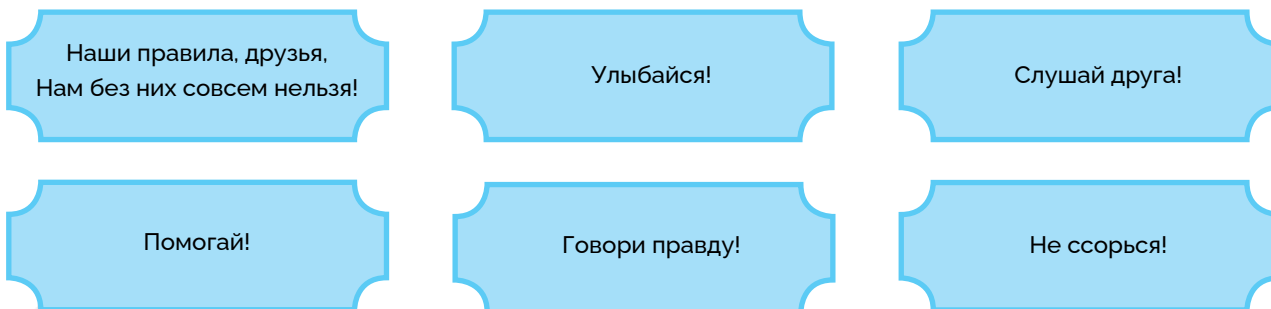 Наши правила, друзья,
Нам без них совсем нельзя!
Улыбайся!
Слушай друга!
Помогай!
Говори правду!
Не ссорься!